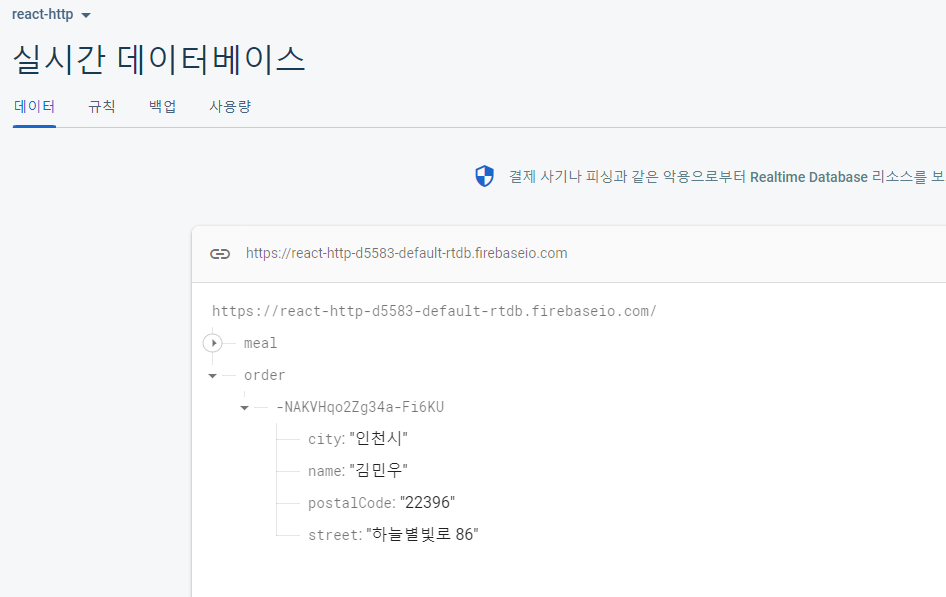 react-http
실시간 데이터베이스
데이터 규칙 백업 사용량
결제 사기나 피싱과 같은 악용으로부터 Realtime Database 리소스를 보
https://react-http-d5583-default-rtdb.firebaseio.com
https://react-http-d5583-default-rtdb.firebaseio.com/
meal
order
-NAKVHqo2Zg34a-Fi6KU
city: "인천시"
name: "김민우"
postalCode: "22396"
street: "하늘별빛로 86"